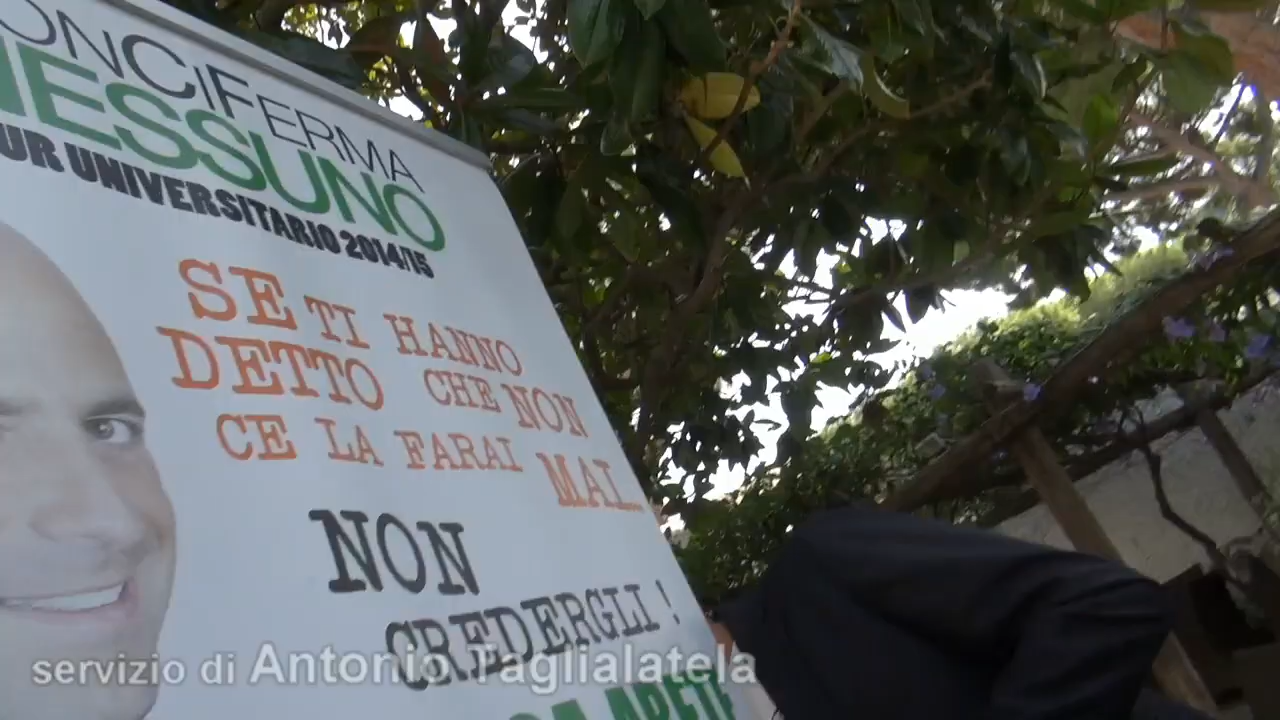 ONCIFERMA
NESSUNO
UR UNIVERSITARIO 2014/15
SE TI HANNO
DETTO CHE NON
CE LA FARAI MAI...
NON
CREDERGLI !
servizio di Antonio Taglialatela